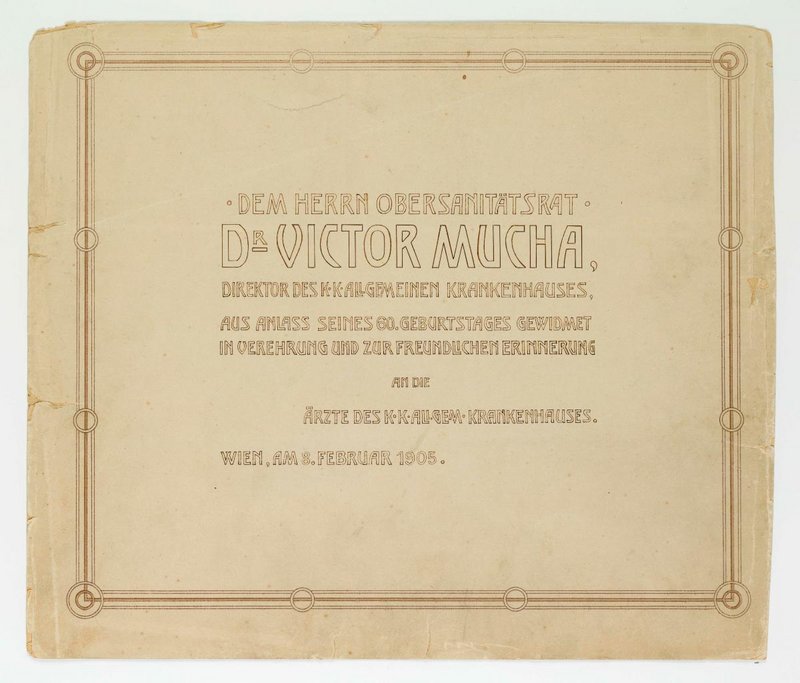 · DEM HERRN OBERSANITÄTSRAT ·
DR VICTOR MUCHA,
DIREKTOR DES K·K·ALLGEMEINEN KRANKENHAUSES,
AUS ANLASS SEINES 60. GEBURTSTAGES GEWIDMET
IN VEREHRUNG UND ZUR FREUNDLICHEN ERINNERUNG
AN DIE
ÄRZTE DES K·K·ALLGEM· KRANKENHAUSES.
WIEN, AM 3. FEBRUAR 1905.